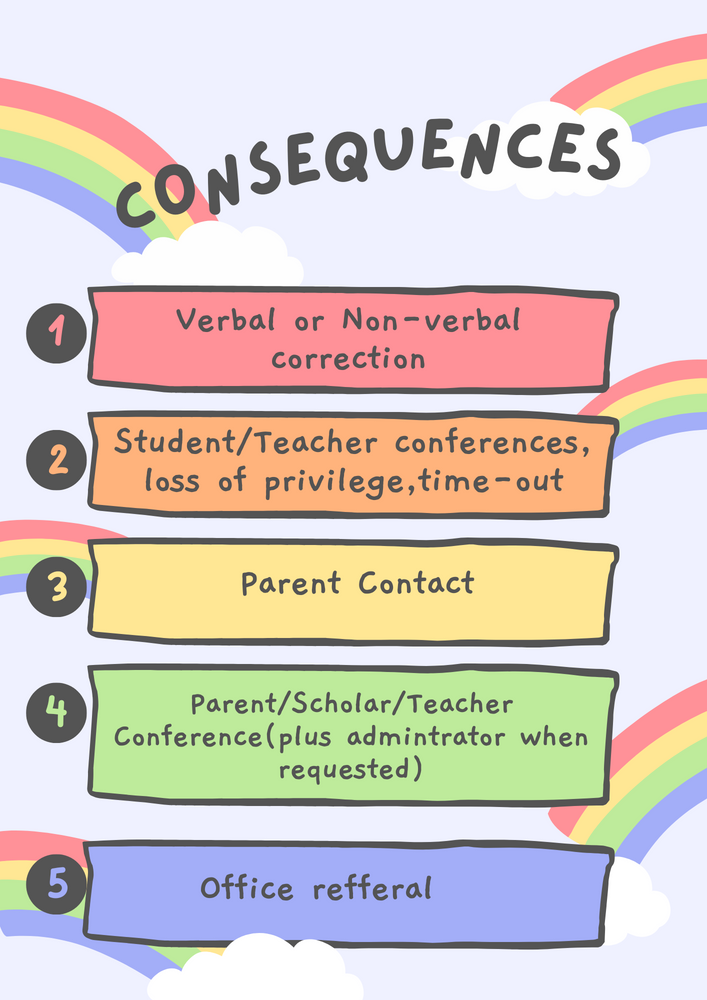 CONSEQUENCES
1
Verbal or Non-verbal
correction
2
Student/Teacher conferences,
loss of privilege,time-out
3
Parent Contact
4
Parent/Scholar/Teacher
Conference(plus admintrator when
requested)
5
Office refferal